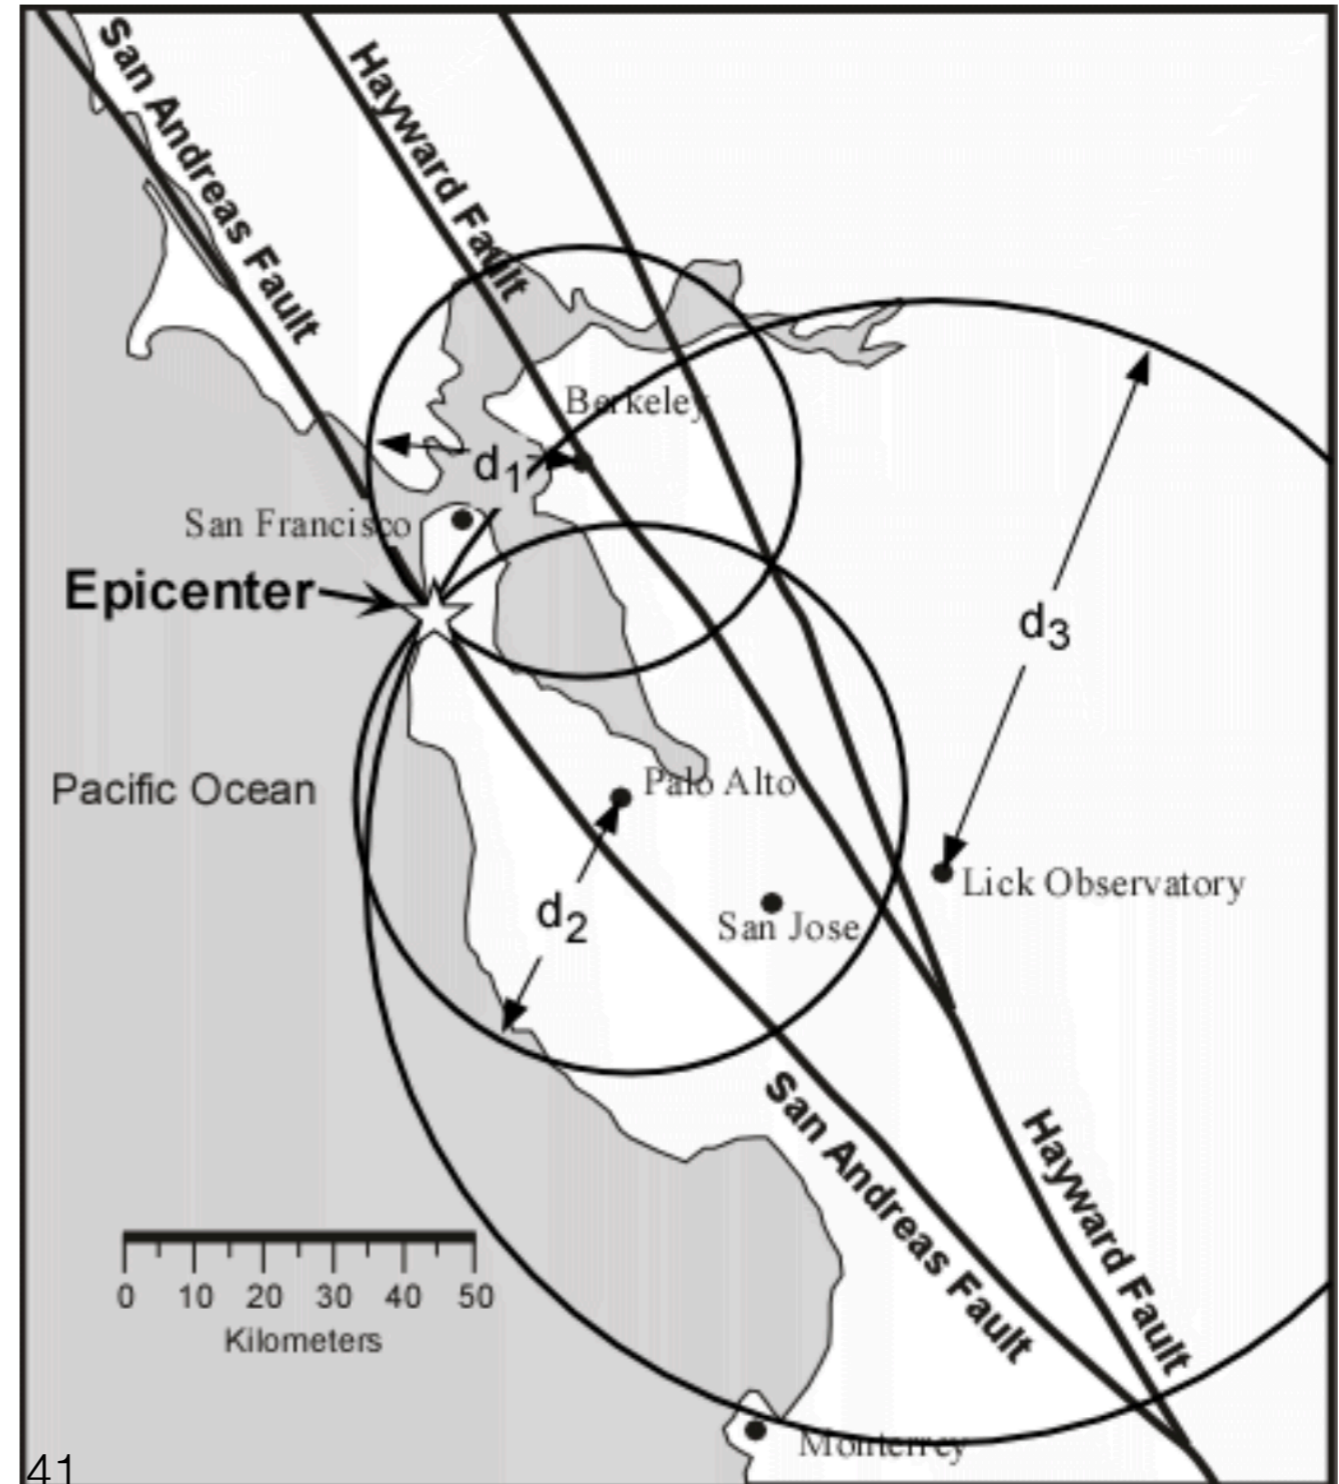 San Andreas Fault
Hayward Fault
Berkeley
d1
San Francisco
Epicenter
d3
Pacific Ocean
Palo Alto
Lick Observatory
d2
San Jose
San Andreas Fault
Hayward Fault
0 10 20 30 40 50
Kilometers
Monterrey
41